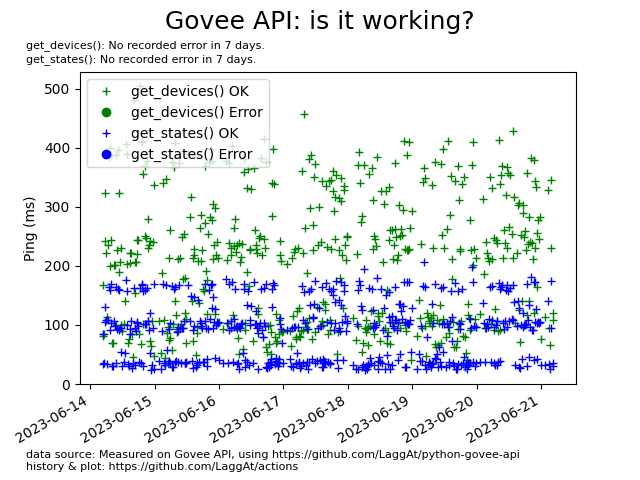 Govee API: is it working?
get_devices(): No recorded error in 7 days.
get_states(): No recorded error in 7 days.
get_devices() OK
get_devices() Error
get_states() OK
get_states() Error
Ping (ms)
500
400
300
200
100
0
2023-06-14
2023-06-15
2023-06-16
2023-06-17
2023-06-18
2023-06-19
2023-06-20
2023-06-21
data source: Measured on Govee API, using https://github.com/LaggAt/python-govee-api
history & plot: https://github.com/LaggAt/actions